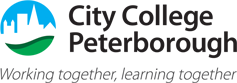 City College
Peterborough
Working together, learning together